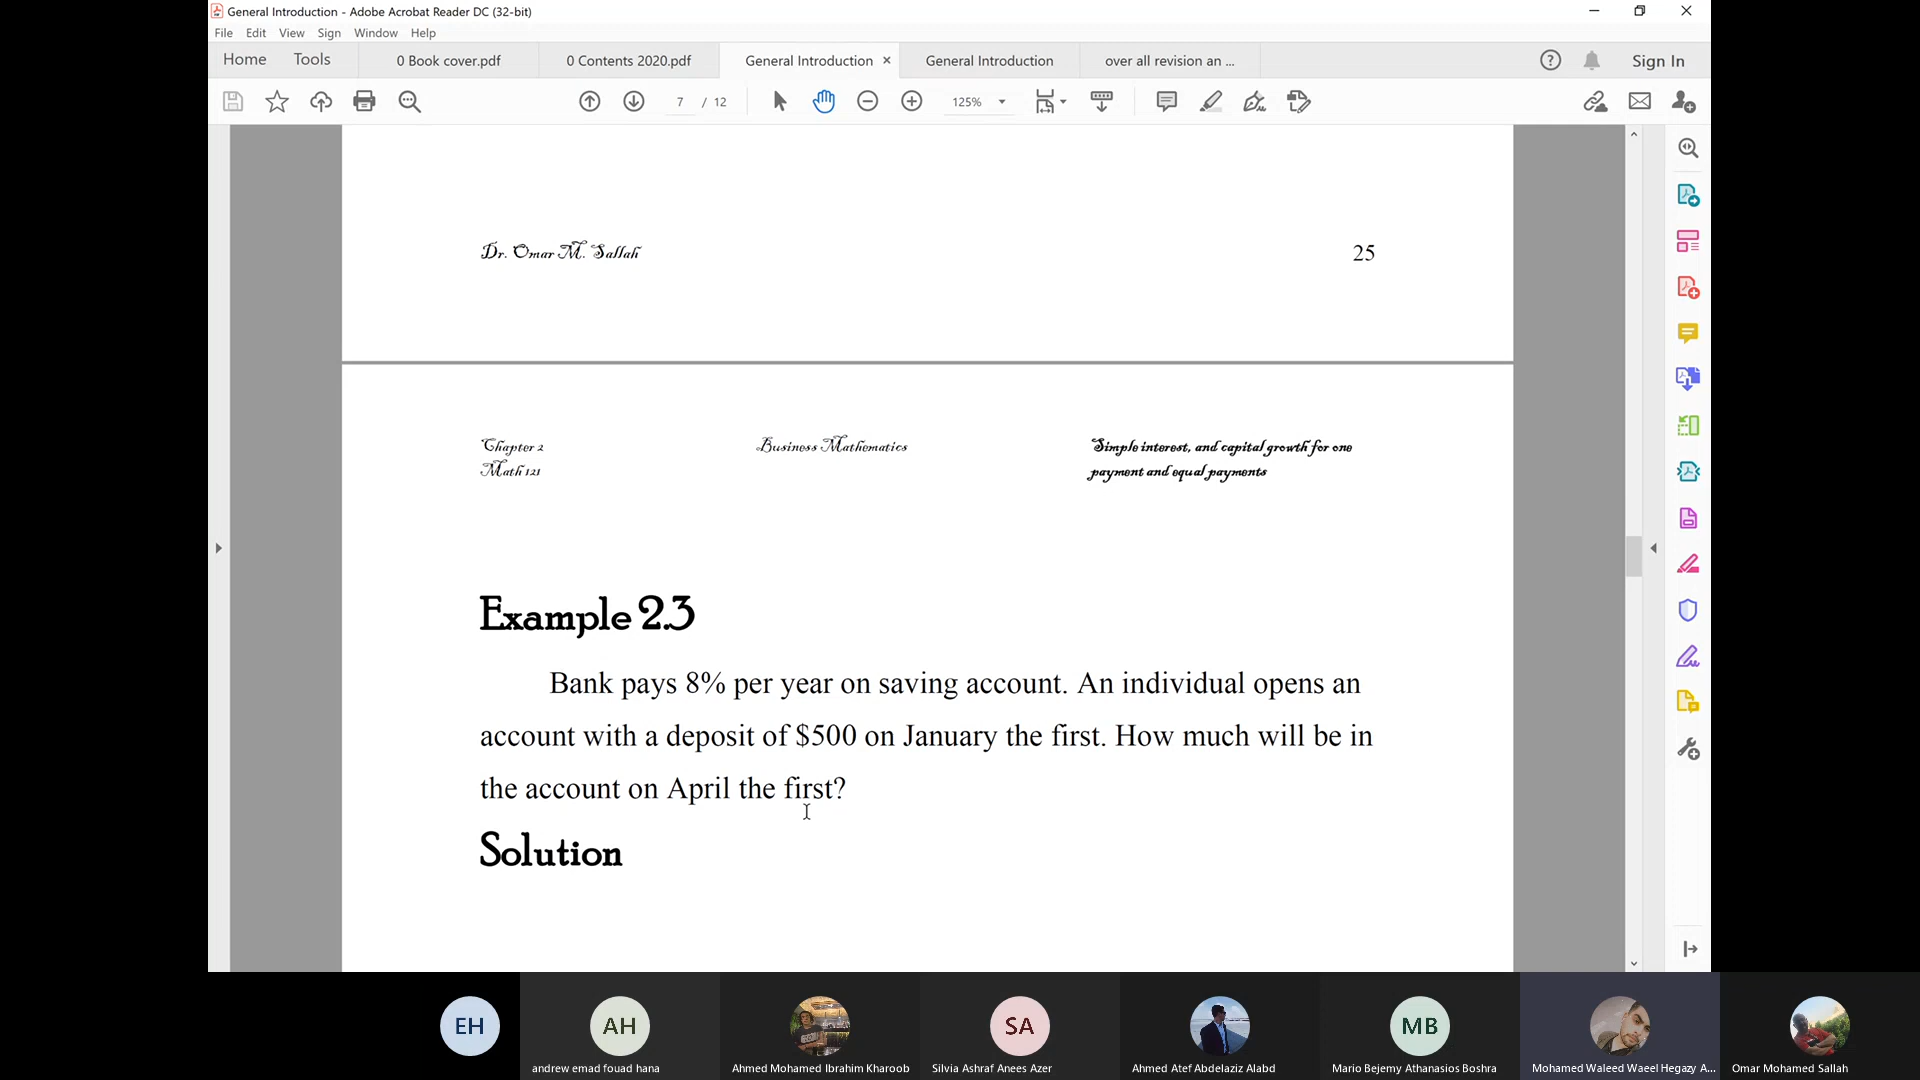 General Introduction - Adobe Acrobat Reader DC (32-bit)
File Edit View Sign Window Help
Home Tools 0 Book cover.pdf 0 Contents 2020.pdf General Introduction × General Introduction over all revision an ... Sign In
7 / 12 125%
Dr. Omar M. Sallah 25
Chapter 2 Business Mathematics Simple interest, and capital growth for one
Math 121 payment and equal payments
Example 2.3
Bank pays 8% per year on saving account. An individual opens an
account with a deposit of $500 on January the first. How much will be in
the account on April the first?
Solution
EH AH SA MB
andrew emad fouad hana Ahmed Mohamed Ibrahim Kharoob Silvia Ashraf Anees Azer Ahmed Atef Abdelaziz Alabd Mario Bejemy Athanasios Boshra Mohamed Waleed Waeel Hegazy A... Omar Mohamed Sallah